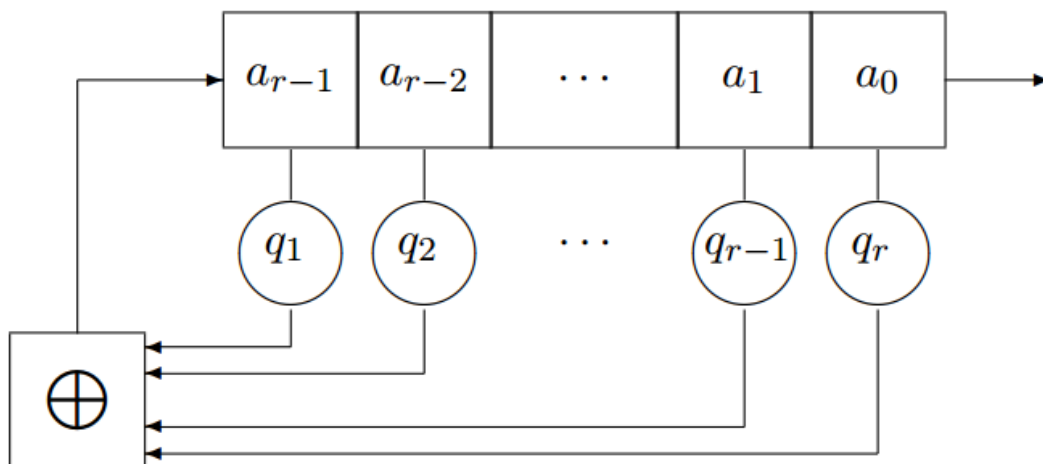 a_{r−1} a_{r−2} ⋯ a_1 a_0
q_1 q_2 ⋯ q_{r−1} q_r
⊕